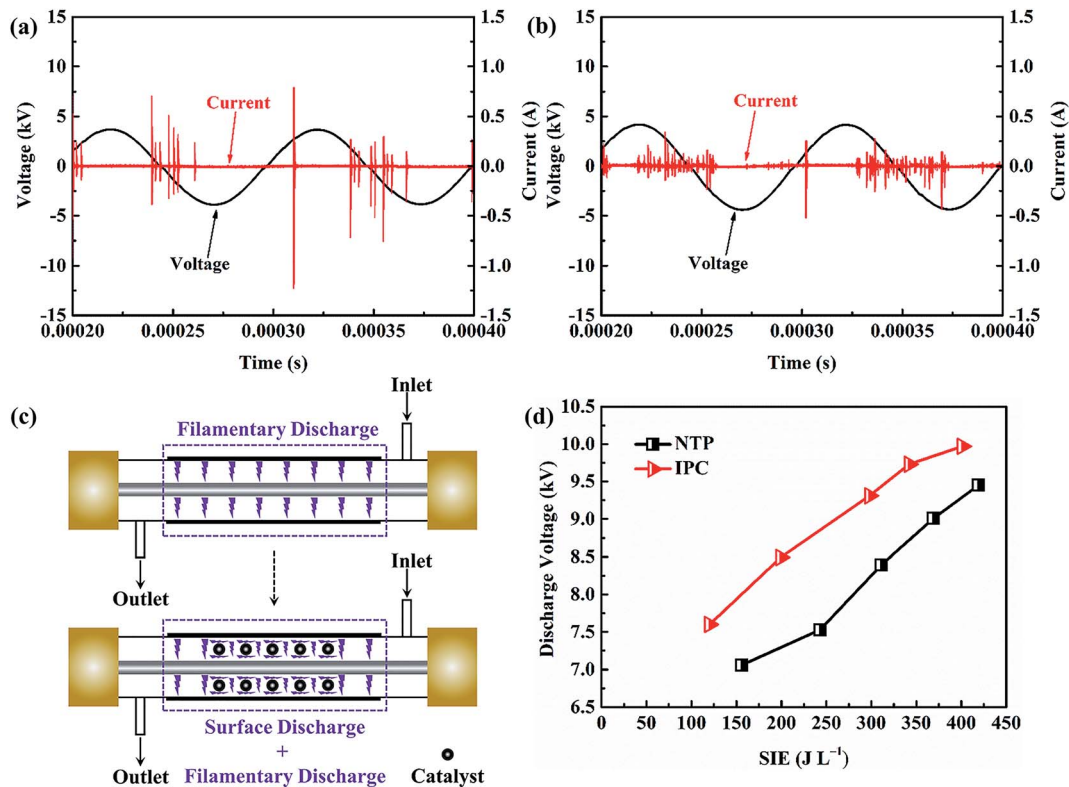 (a)
15
10
5
0
-5
-10
-15
Voltage (kV)
Current
Voltage
1.5
1.0
0.5
0.0
-0.5
-1.0
-1.5
Current (A)
0.00020 0.00025 0.00030 0.00035 0.00040
Time (s)
(b)
15
10
5
0
-5
-10
-15
Voltage (kV)
Current
Voltage
1.5
1.0
0.5
0.0
-0.5
-1.0
-1.5
Current (A)
0.00020 0.00025 0.00030 0.00035 0.00040
Time (s)
(c)
Inlet
Filamentary Discharge
Outlet
Inlet
Outlet
Surface Discharge
+
Filamentary Discharge
Catalyst
(d)
10.5
10.0
9.5
9.0
8.5
8.0
7.5
7.0
6.5
Discharge Voltage (kV)
NTP
IPC
0 50 100 150 200 250 300 350 400 450
SIE (J L⁻¹)